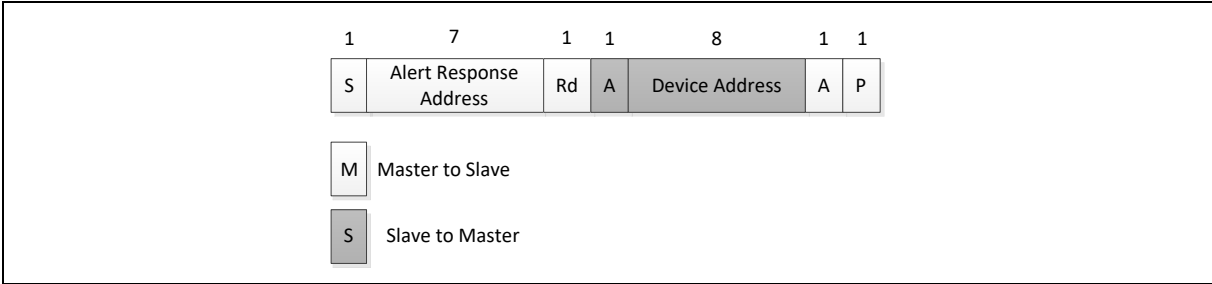 1 7 1 1 8 1 1
S Alert Response Address Rd A Device Address A P
M Master to Slave
S Slave to Master